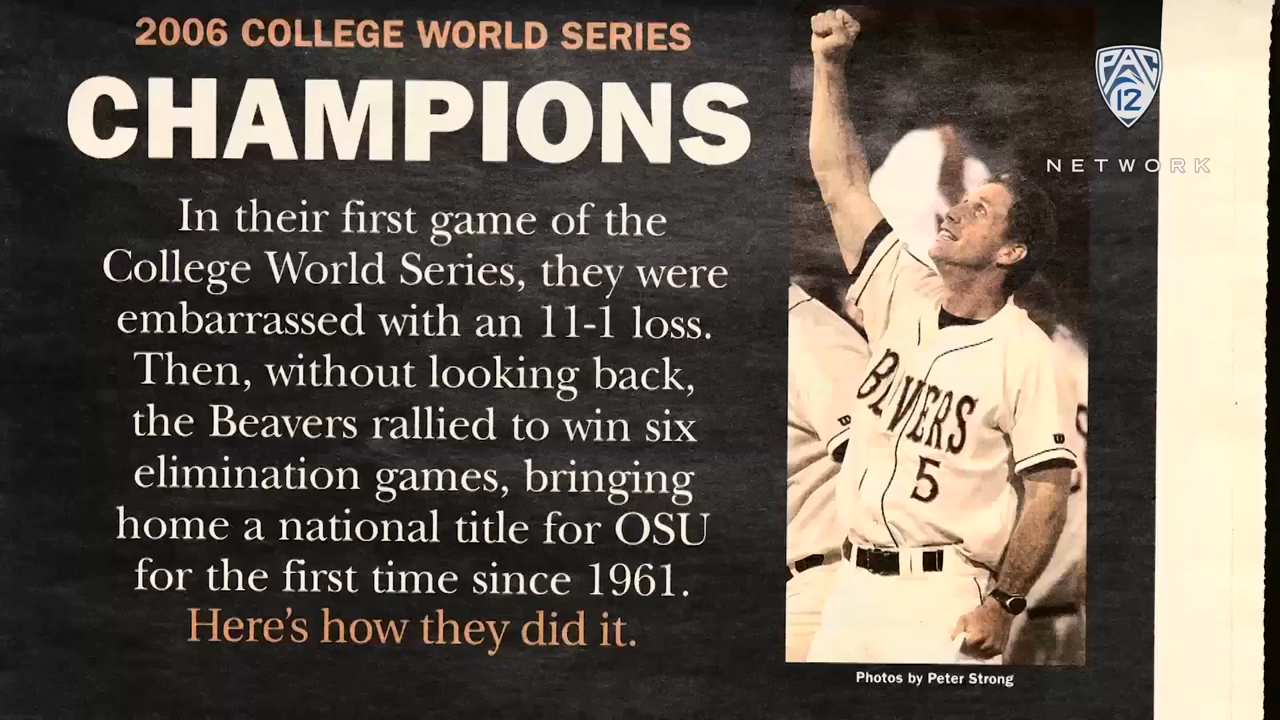 2006 COLLEGE WORLD SERIES
CHAMPIONS
In their first game of the
College World Series, they were
embarrassed with an 11-1 loss.
Then, without looking back,
the Beavers rallied to win six
elimination games, bringing
home a national title for OSU
for the first time since 1961.
Here's how they did it.
BEAVERS
5
Photos by Peter Strong
PAC
12
NETWORK